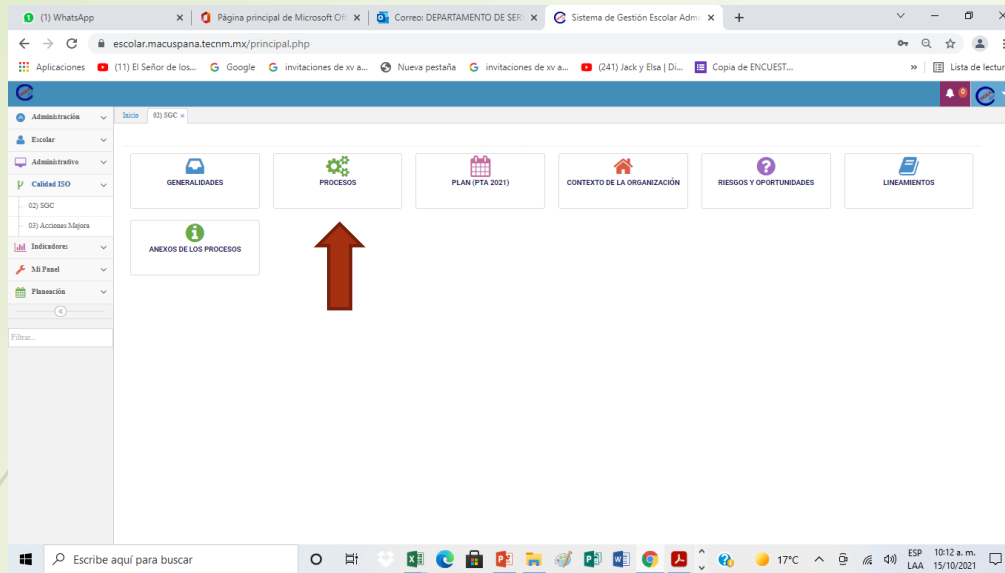 (1) WhatsApp
Página principal de Microsoft Off
Correo: DEPARTAMENTO DE SER
Sistema de Gestión Escolar Admi
escolar.macuspana.tecnm.mx/principal.php
Aplicaciones
(11) El Señor de los...
Google
invitaciones de xv a...
Nueva pestaña
invitaciones de xv a...
(241) Jack y Elsa | Di...
Copia de ENCUEST...
»
Lista de lectur
0
Administración
Inicio
02) SGC ×
Escolar
Administrativo
Calidad ISO
02) SGC
03) Acciones Mejora
Indicadores
Mi Panel
Planeación
Filtrar...
GENERALIDADES
PROCESOS
PLAN (PTA 2021)
CONTEXTO DE LA ORGANIZACIÓN
RIESGOS Y OPORTUNIDADES
LINEAMIENTOS
ANEXOS DE LOS PROCESOS
Escribe aquí para buscar
17°C
ESP
LAA
10:12 a. m.
15/10/2021